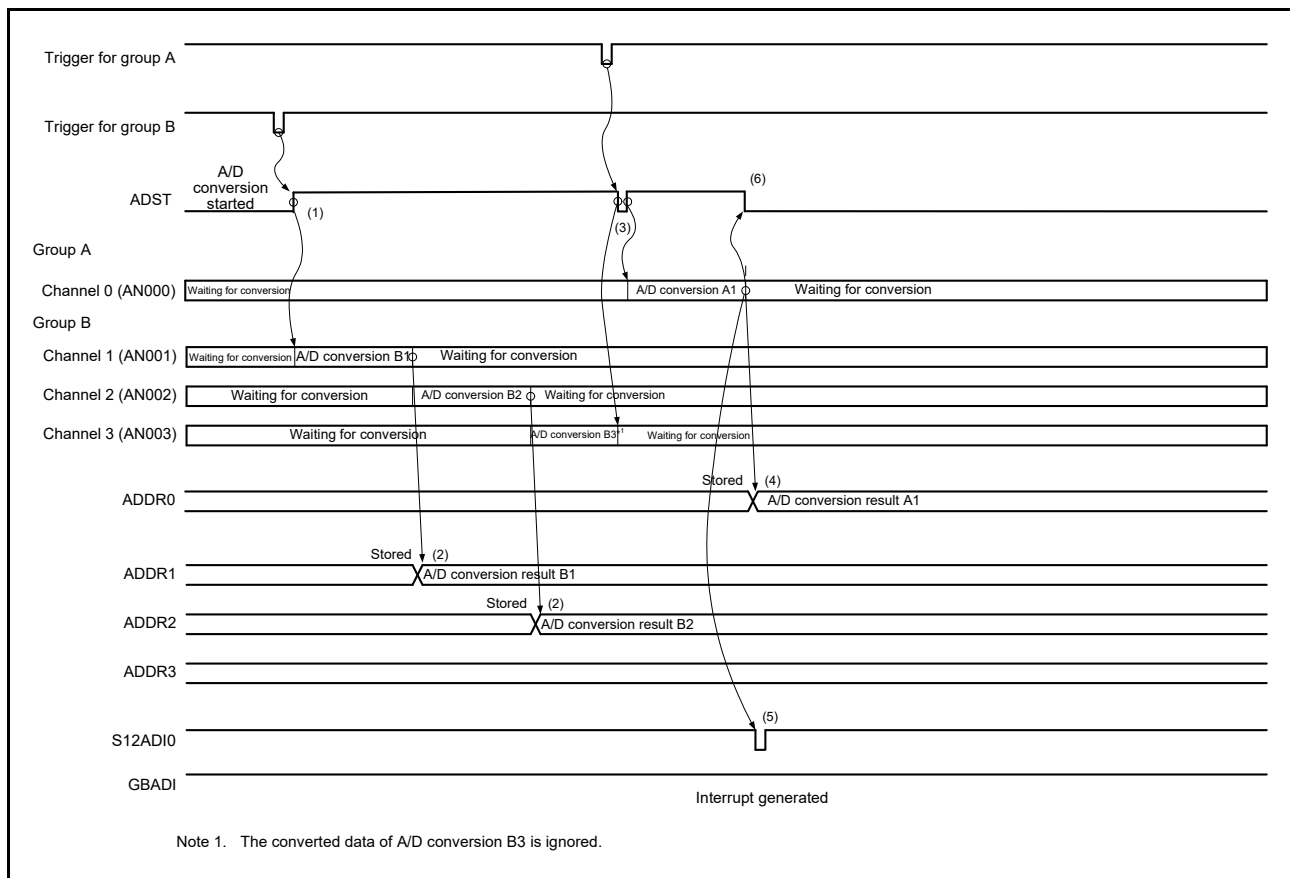 Trigger for group A
Trigger for group B
A/D
conversion
started
ADST
(1)
(3)
(6)
Group A
Channel 0 (AN000)
Waiting for conversion
A/D conversion A1
Waiting for conversion
Group B
Channel 1 (AN001)
Waiting for conversion
A/D conversion B1
Waiting for conversion
Channel 2 (AN002)
Waiting for conversion
A/D conversion B2
Waiting for conversion
Channel 3 (AN003)
Waiting for conversion
A/D conversion B3*1
Waiting for conversion
Stored
(4)
ADDR0
A/D conversion result A1
Stored
(2)
ADDR1
A/D conversion result B1
Stored
(2)
ADDR2
A/D conversion result B2
ADDR3
(5)
S12ADI0
GBADI
Interrupt generated
Note 1. The converted data of A/D conversion B3 is ignored.